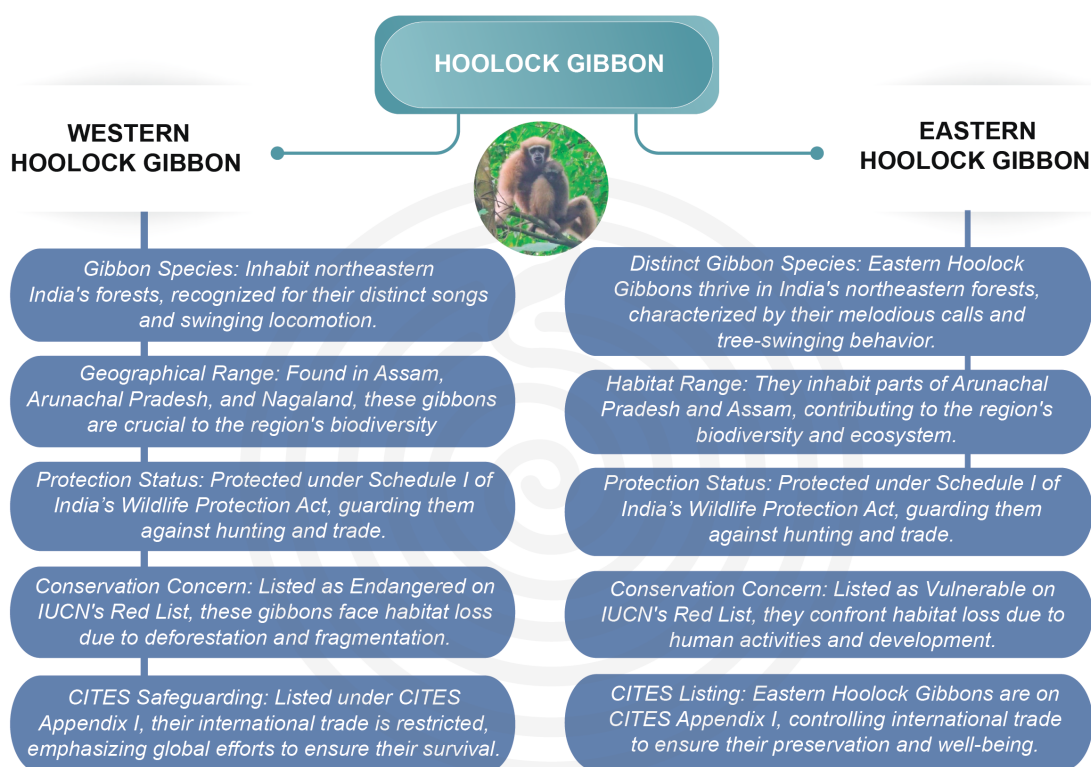 HOOLOCK GIBBON
WESTERN
HOOLOCK GIBBON
Gibbon Species: Inhabit northeastern
India's forests, recognized for their distinct songs
and swinging locomotion.
Geographical Range: Found in Assam,
Arunachal Pradesh, and Nagaland, these gibbons
are crucial to the region's biodiversity
Protection Status: Protected under Schedule I of
India’s Wildlife Protection Act, guarding them
against hunting and trade.
Conservation Concern: Listed as Endangered on
IUCN's Red List, these gibbons face habitat loss
due to deforestation and fragmentation.
CITES Safeguarding: Listed under CITES
Appendix I, their international trade is restricted,
emphasizing global efforts to ensure their survival.
EASTERN
HOOLOCK GIBBON
Distinct Gibbon Species: Eastern Hoolock
Gibbons thrive in India's northeastern forests,
characterized by their melodious calls and
tree-swinging behavior.
Habitat Range: They inhabit parts of Arunachal
Pradesh and Assam, contributing to the region's
biodiversity and ecosystem.
Protection Status: Protected under Schedule I of
India’s Wildlife Protection Act, guarding them
against hunting and trade.
Conservation Concern: Listed as Vulnerable on
IUCN's Red List, they confront habitat loss due to
human activities and development.
CITES Listing: Eastern Hoolock Gibbons are on
CITES Appendix I, controlling international trade
to ensure their preservation and well-being.